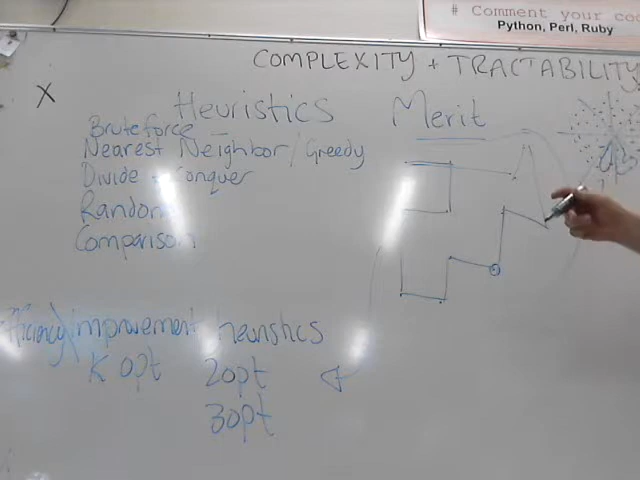 # Comment your co
Python, Perl, Ruby
COMPLEXITY + TRACTABILITY
X
Heuristics
Merit
Bruteforce
Nearest Neighbor/Greedy
Divide + Conquer
Random
Comparison
improvement heuristics
K opt
2opt
3opt